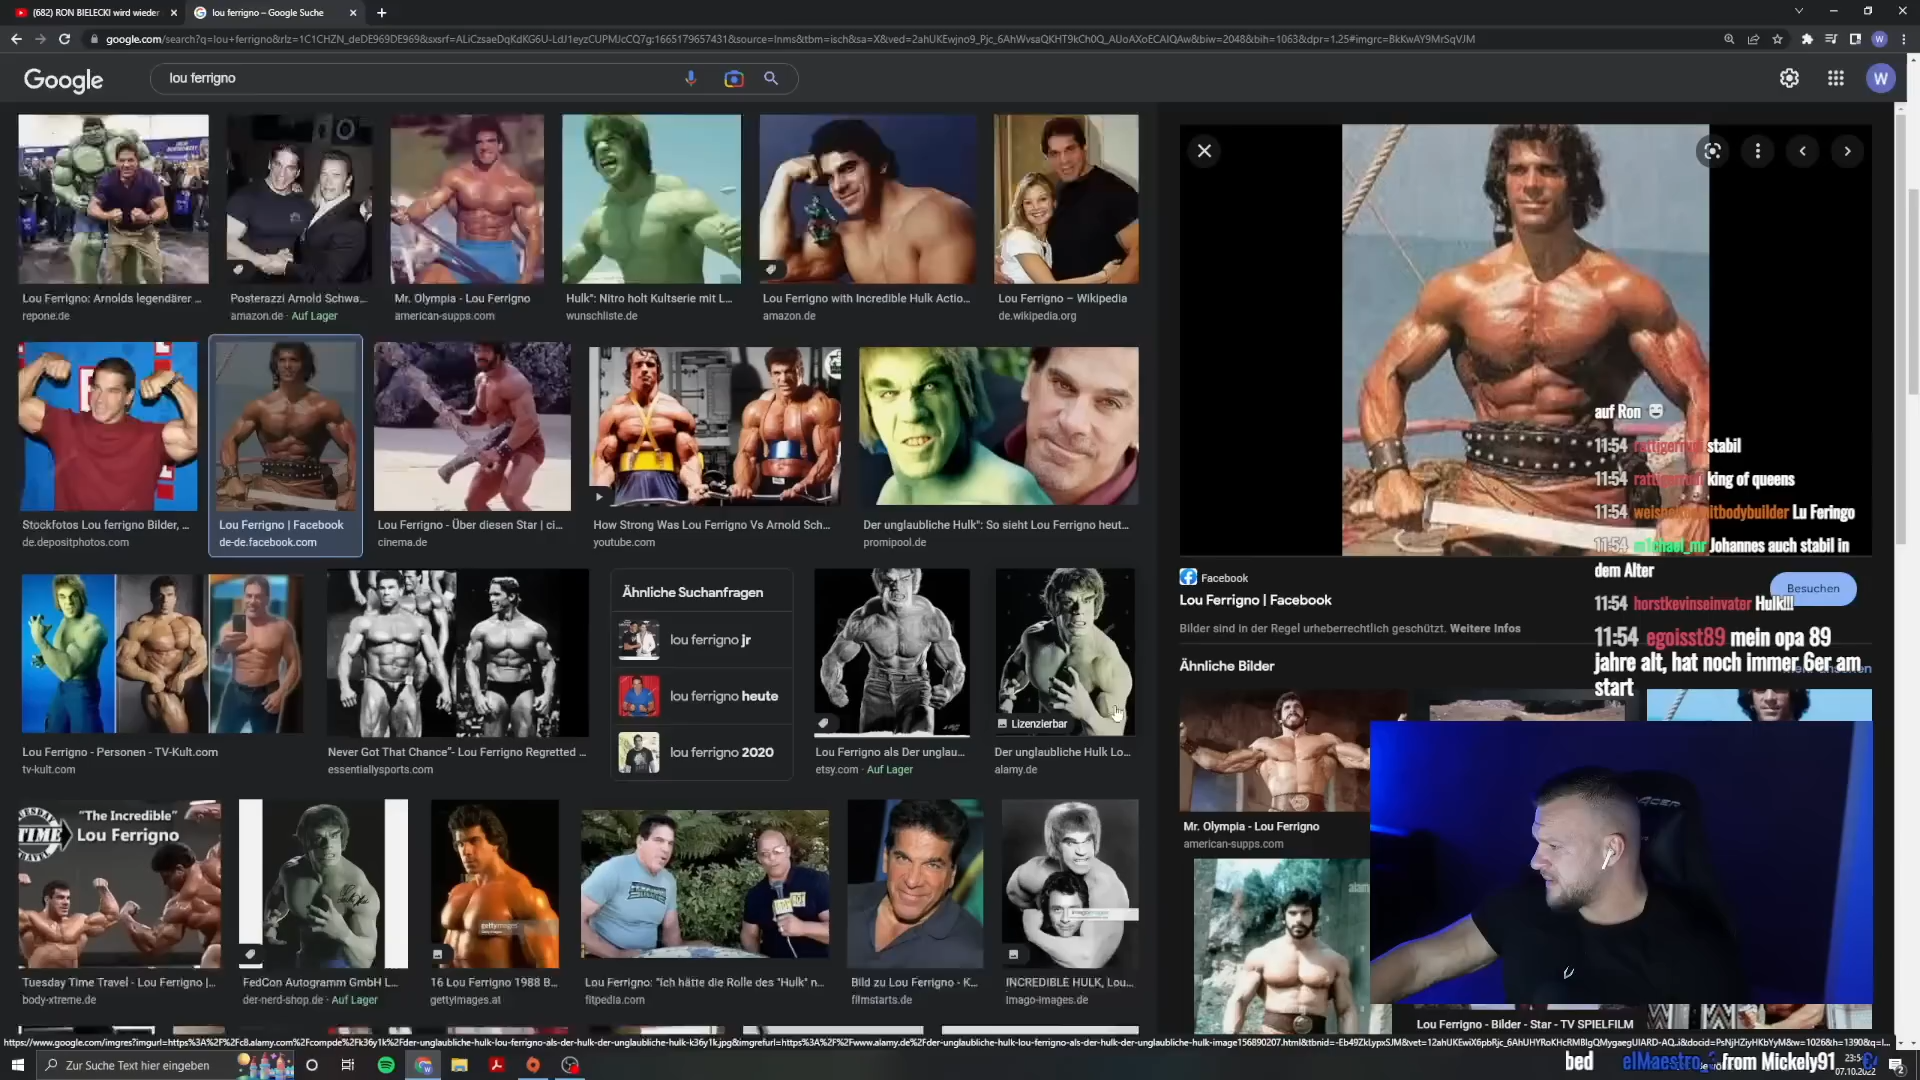 (682) RON BIELECKI wird wieder
lou ferrigno – Google Suche
Google
lou ferrigno
W
Lou Ferrigno: Arnolds legendärer ...
repone.de
Posterazzi Arnold Schwa...
amazon.de · Auf Lager
Mr. Olympia - Lou Ferrigno
american-supps.com
Hulk": Nitro holt Kultserie mit L...
wunschliste.de
Lou Ferrigno with Incredible Hulk Actio...
amazon.de
Lou Ferrigno – Wikipedia
de.wikipedia.org
Stockfotos Lou ferrigno Bilder, ...
de.depositphotos.com
Lou Ferrigno | Facebook
de-de.facebook.com
Lou Ferrigno - Über diesen Star | ci...
cinema.de
How Strong Was Lou Ferrigno Vs Arnold Sch...
youtube.com
Der unglaubliche Hulk": So sieht Lou Ferrigno heut...
promipool.de
Lou Ferrigno - Personen - TV-Kult.com
tv-kult.com
Never Got That Chance"- Lou Ferrigno Regretted ...
essentiallysports.com
Ähnliche Suchanfragen
lou ferrigno jr
lou ferrigno heute
lou ferrigno 2020
Lou Ferrigno als Der unglau...
etsy.com · Auf Lager
Lizenzierbar
Der unglaubliche Hulk Lo...
alamy.de
"The Incredible"
Lou Ferrigno
TIME
TRAVEL
Tuesday Time Travel - Lou Ferrigno |...
body-xtreme.de
FedCon Autogramm GmbH L...
der-nerd-shop.de · Auf Lager
gettyimages
16 Lou Ferrigno 1988 B...
gettyimages.at
Lou Ferrigno: "Ich hätte die Rolle des "Hulk" n...
fitpedia.com
Bild zu Lou Ferrigno - K...
filmstarts.de
INCREDIBLE HULK, Lou...
imago-images.de
Facebook
Lou Ferrigno | Facebook
Besuchen
Bilder sind in der Regel urheberrechtlich geschützt. Weitere Infos
Ähnliche Bilder
Mr. Olympia - Lou Ferrigno
american-supps.com
Lou Ferrigno - Bilder - Star - TV SPIELFILM
auf Ron
11:54 stabil
11:54 king of queens
11:54 Lu Feringo
11:54 m1chael_mr Johannes auch stabil in
dem Alter
11:54 horstkevinseinvater Hulk!!!
11:54 egoisst89 mein opa 89
jahre alt, hat noch immer 6er am
start
Zur Suche Text hier eingeben
bed
from Mickely91
07.10.2022